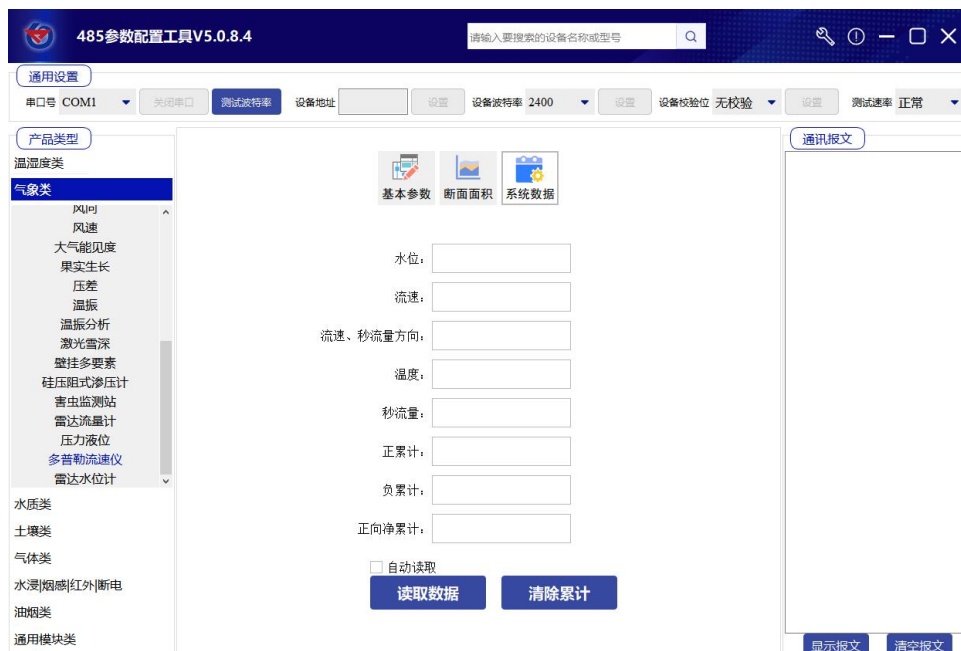 485参数配置工具V5.0.8.4
请输入要搜索的设备名称或型号
通用设置
串口号 COM1 关闭串口 测试波特率 设备地址 设置 设备波特率 2400 设置 设备校验位 无校验 设置 测试速率 正常
产品类型
温湿度类
气象类
风向
风速
大气能见度
果实生长
压差
温振
温振分析
激光雪深
壁挂多要素
硅压阻式渗压计
害虫监测站
雷达流量计
压力液位
多普勒流速仪
雷达水位计
水质类
土壤类
气体类
水浸|烟感|红外|断电
油烟类
通用模块类
基本参数 断面面积 系统数据
水位:
流速:
流速、秒流量方向:
温度:
秒流量:
正累计:
负累计:
正向净累计:
自动读取
读取数据 清除累计
通讯报文
显示报文 清空报文